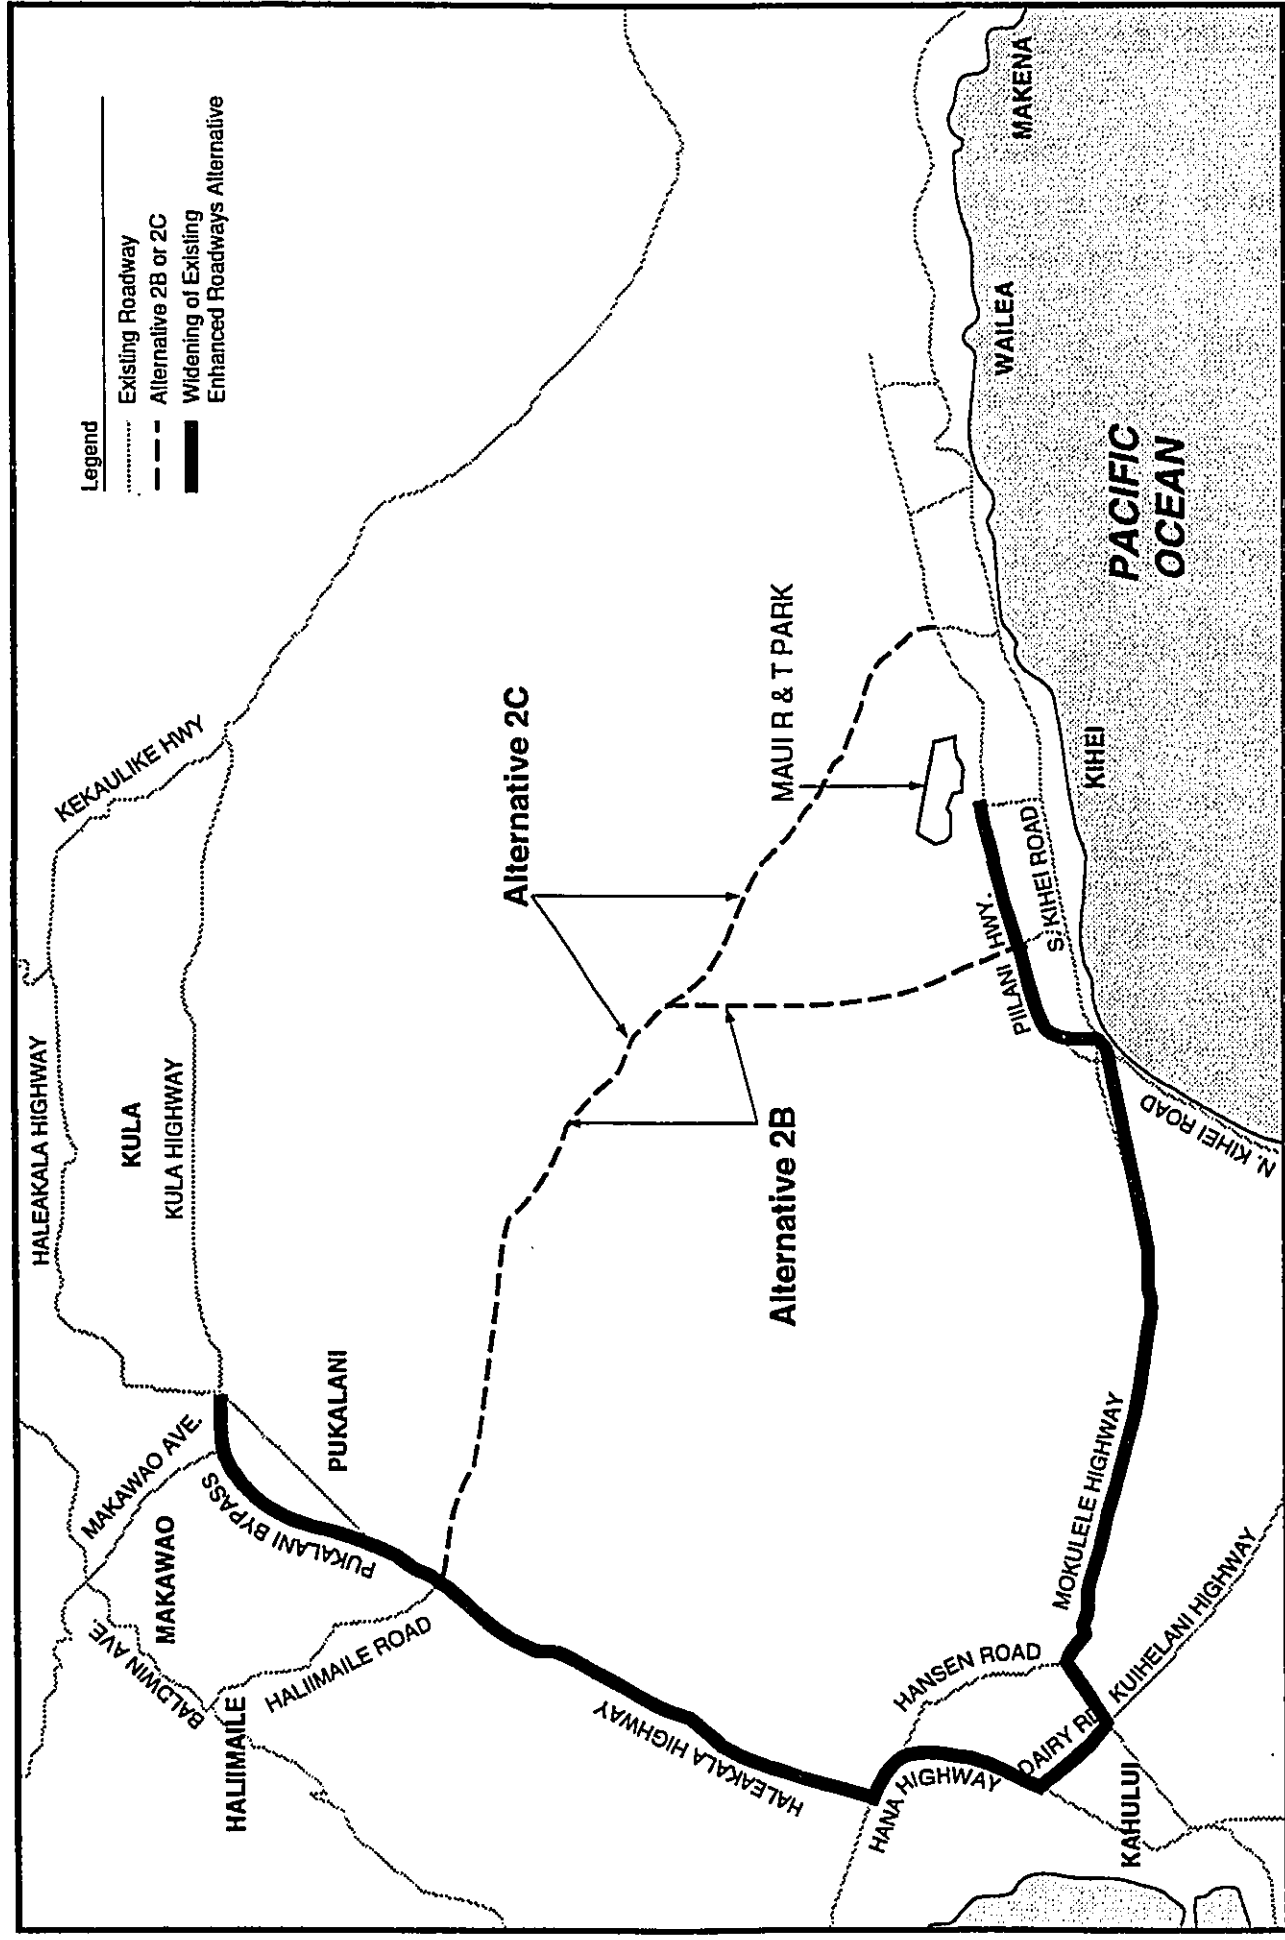 Legend
Existing Roadway
Alternative 2B or 2C
Widening of Existing
Enhanced Roadways Alternative
HALEAKALA HIGHWAY
KEKAULIKE HWY
KULA
KULA HIGHWAY
MAKAWAO AVE.
MAKAWAO
BALDWIN AVE
PUKALANI BYPASS
PUKALANI
HALIIMAILE
HALIIMAILE ROAD
HALEAKALA HIGHWAY
Alternative 2C
Alternative 2B
MAUI R & T PARK
PIILANI HWY.
S. KIHEI ROAD
KIHEI
WAILEA
MAKENA
PACIFIC
OCEAN
N. KIHEI ROAD
MOKULELE HIGHWAY
HANSEN ROAD
HANA HIGHWAY
DAIRY RD
KUIHELANI HIGHWAY
KAHULUI